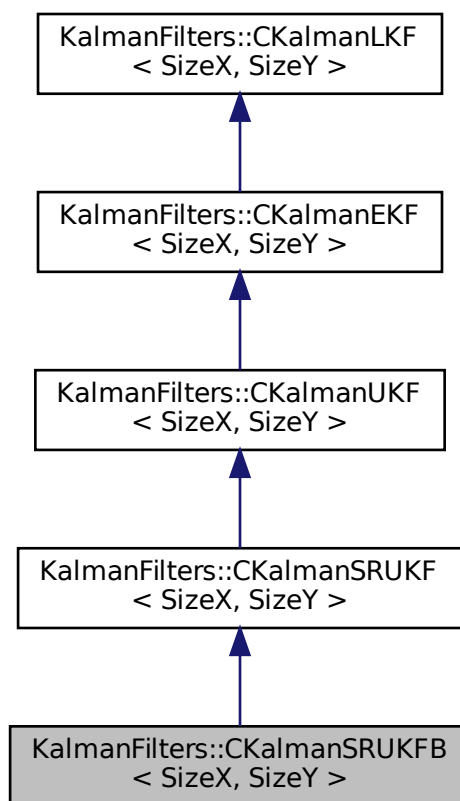 KalmanFilters::CKalmanLKF
< SizeX, SizeY >
KalmanFilters::CKalmanEKF
< SizeX, SizeY >
KalmanFilters::CKalmanUKF
< SizeX, SizeY >
KalmanFilters::CKalmanSRUKF
< SizeX, SizeY >
KalmanFilters::CKalmanSRUKFB
< SizeX, SizeY >